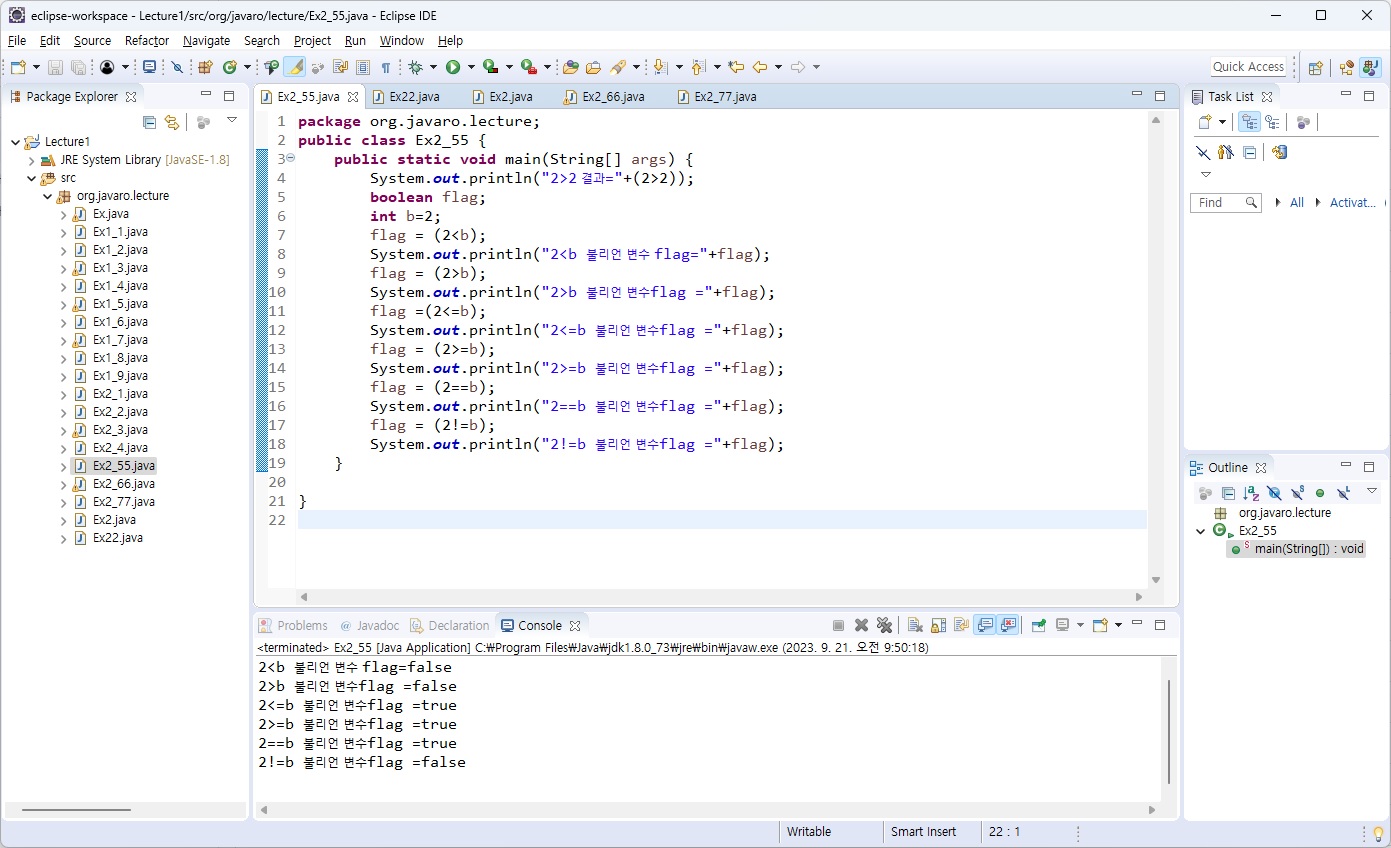 eclipse-workspace - Lecture1/src/org/javaro/lecture/Ex2_55.java - Eclipse IDE
File Edit Source Refactor Navigate Search Project Run Window Help
Quick Access
Package Explorer
Lecture1
JRE System Library [JavaSE-1.8]
src
org.javaro.lecture
Ex.java
Ex1_1.java
Ex1_2.java
Ex1_3.java
Ex1_4.java
Ex1_5.java
Ex1_6.java
Ex1_7.java
Ex1_8.java
Ex1_9.java
Ex2_1.java
Ex2_2.java
Ex2_3.java
Ex2_4.java
Ex2_55.java
Ex2_66.java
Ex2_77.java
Ex2.java
Ex22.java
Ex2_55.java Ex22.java Ex2.java Ex2_66.java Ex2_77.java
1 package org.javaro.lecture;
2 public class Ex2_55 {
3 public static void main(String[] args) {
4 System.out.println("2>2 결과="+(2>2));
5 boolean flag;
6 int b=2;
7 flag = (2<b);
8 System.out.println("2<b 불리언 변수 flag="+flag);
9 flag = (2>b);
10 System.out.println("2>b 불리언 변수flag ="+flag);
11 flag =(2<=b);
12 System.out.println("2<=b 불리언 변수flag ="+flag);
13 flag = (2>=b);
14 System.out.println("2>=b 불리언 변수flag ="+flag);
15 flag = (2==b);
16 System.out.println("2==b 불리언 변수flag ="+flag);
17 flag = (2!=b);
18 System.out.println("2!=b 불리언 변수flag ="+flag);
19 }
20
21 }
22
Problems Javadoc Declaration Console
<terminated> Ex2_55 [Java Application] C:₩Program Files₩Java₩jdk1.8.0_73₩jre₩bin₩javaw.exe (2023. 9. 21. 오전 9:50:18)
2<b 불리언 변수 flag=false
2>b 불리언 변수flag =false
2<=b 불리언 변수flag =true
2>=b 불리언 변수flag =true
2==b 불리언 변수flag =true
2!=b 불리언 변수flag =false
Task List
Find All Activat...
Outline
org.javaro.lecture
Ex2_55
main(String[]) : void
Writable Smart Insert 22 : 1